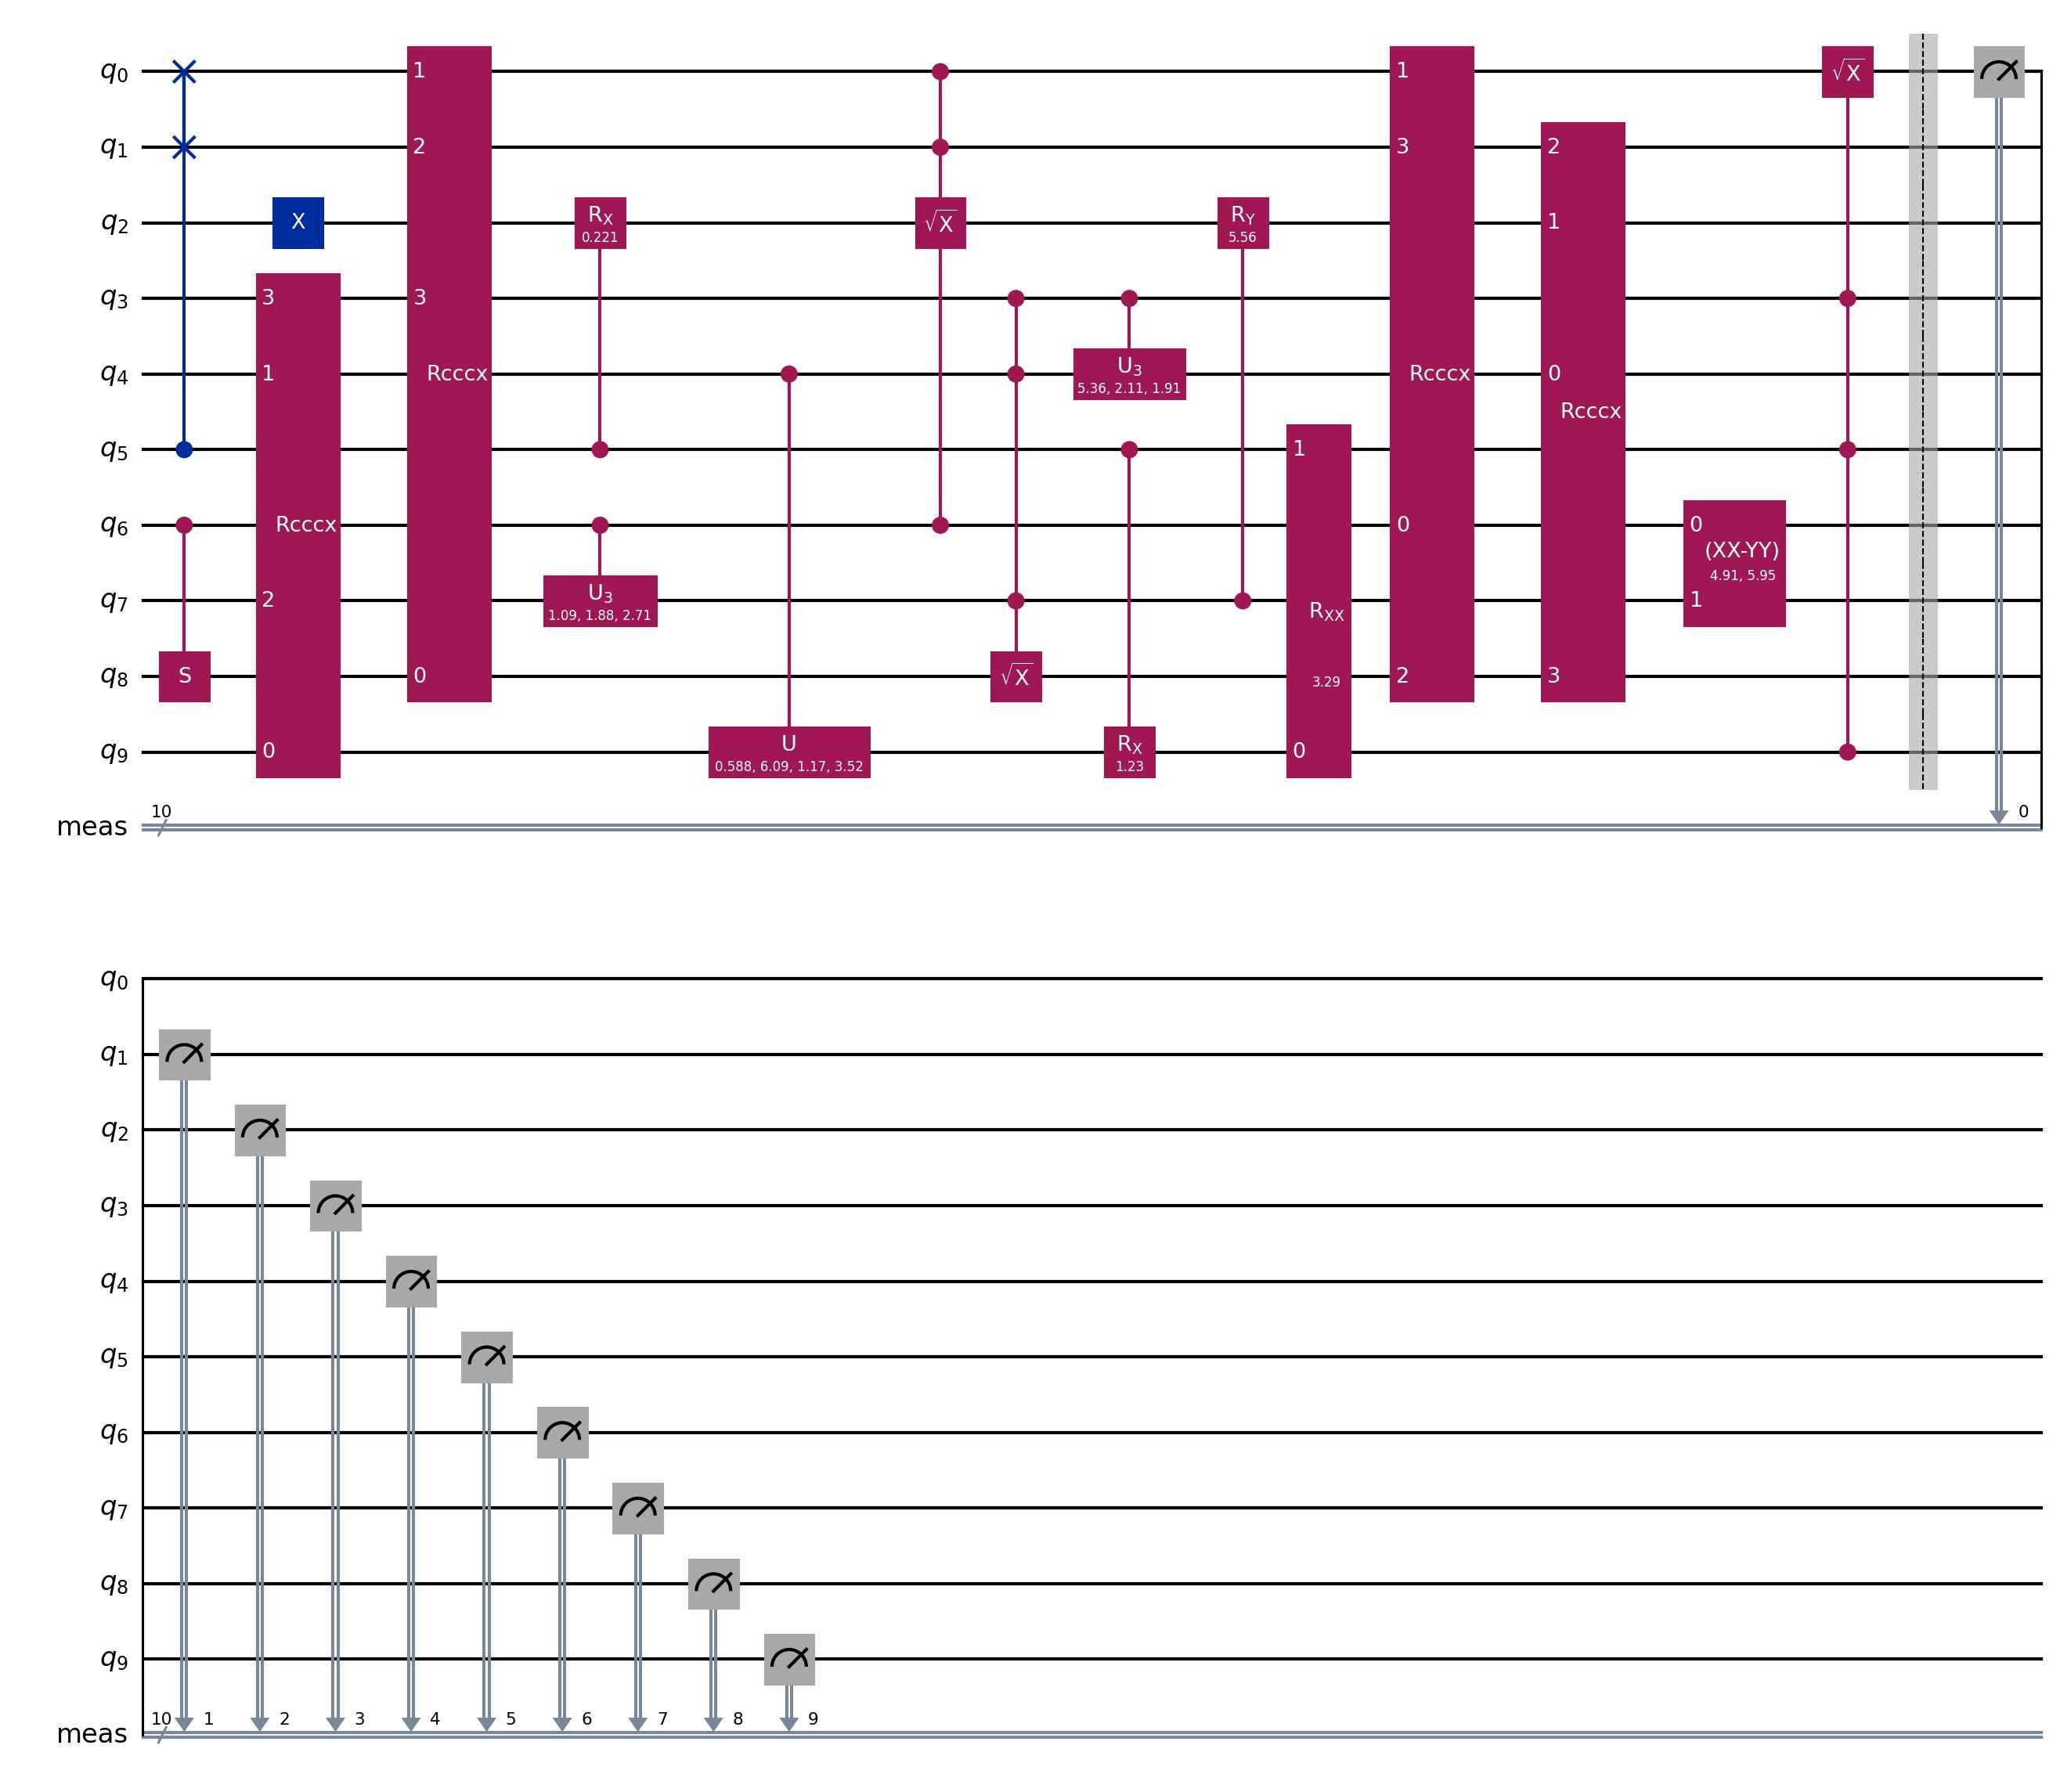 q0 1 1 √X
q1 2 3 2
q2 X RX 0.221 √X RY 5.56 1
q3 3 3
q4 1 Rcccx U3 5.36, 2.11, 1.91 Rcccx 0
Rcccx
q5 1
q6 Rcccx 0 0
(XX-YY)
4.91, 5.95
q7 2 U3 1.09, 1.88, 2.71 RXX 1
q8 S 0 √X 3.29 2 3
q9 0 U 0.588, 6.09, 1.17, 3.52 RX 1.23 0
meas 10 0
q0
q1
q2
q3
q4
q5
q6
q7
q8
q9
meas 10 1 2 3 4 5 6 7 8 9